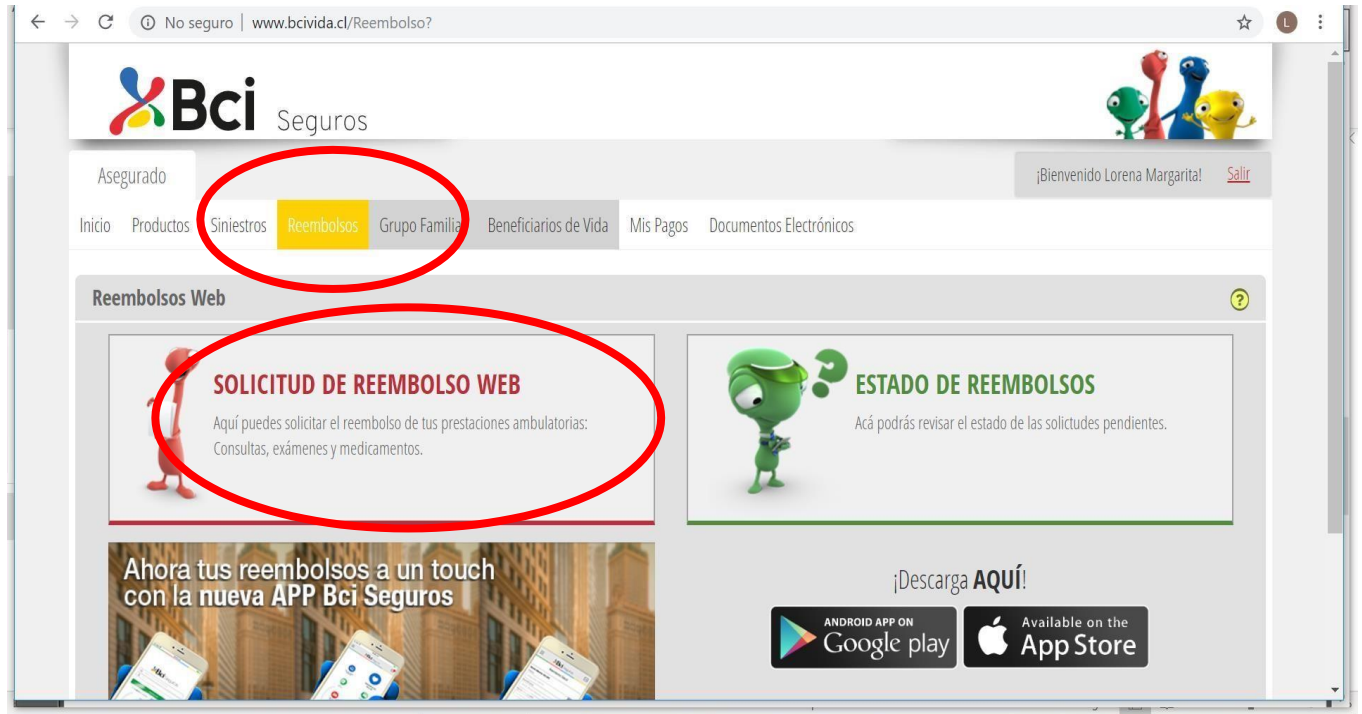 No seguro | www.bcivida.cl/Reembolso?
L
Bci Seguros
Asegurado
¡Bienvenido Lorena Margarita! Salir
Inicio Productos Siniestros Reembolsos Grupo Familia Beneficiarios de Vida Mis Pagos Documentos Electrónicos
Reembolsos Web
?
SOLICITUD DE REEMBOLSO WEB
Aquí puedes solicitar el reembolso de tus prestaciones ambulatorias:
Consultas, exámenes y medicamentos.
ESTADO DE REEMBOLSOS
Acá podrás revisar el estado de las solictudes pendientes.
Ahora tus reembolsos a un touch
con la nueva APP Bci Seguros
¡Descarga AQUÍ!
ANDROID APP ON
Google play
Available on the
App Store